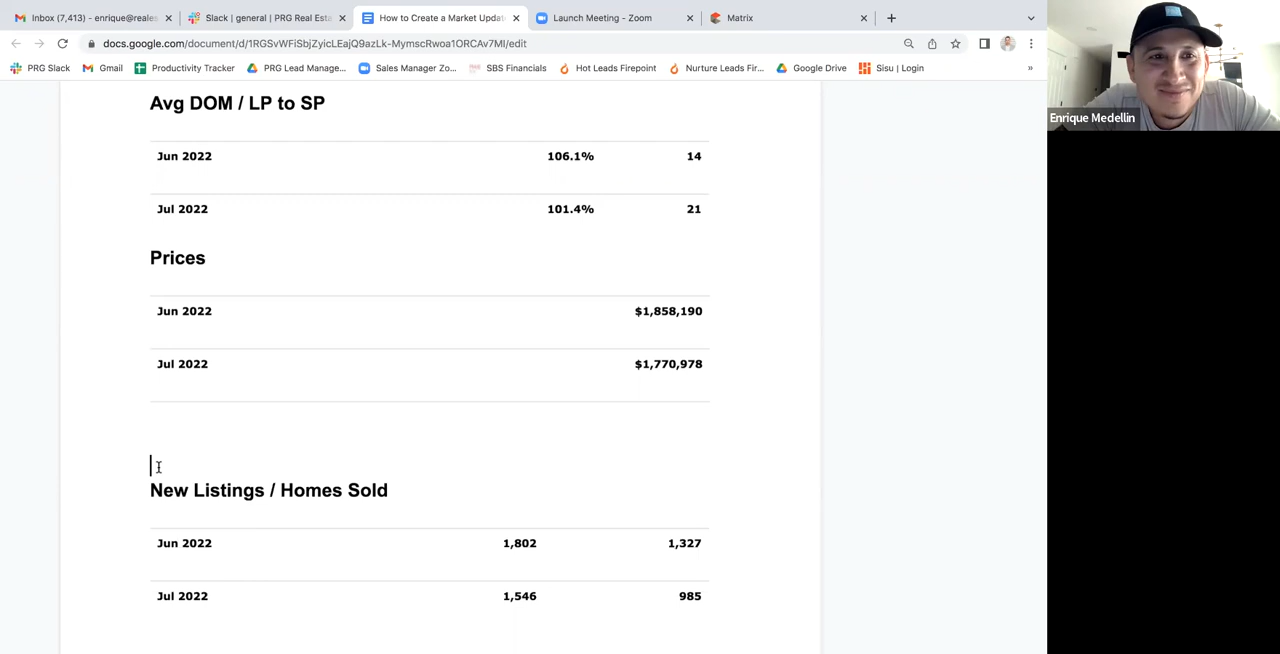 Inbox (7,413) - enrique@reales
Slack | general | PRG Real Esta
How to Create a Market Updat
Launch Meeting - Zoom
Matrix
docs.google.com/document/d/1RGSvWFiSbjZyicLEajQ9azLk-MymscRwoa1ORCAv7MI/edit
PRG Slack
Gmail
Productivity Tracker
PRG Lead Manage...
Sales Manager Zo...
SBS Financials
Hot Leads Firepoint
Nurture Leads Fir...
Google Drive
Sisu | Login
»
Enrique Medellin
Avg DOM / LP to SP
Jun 2022 106.1% 14
Jul 2022 101.4% 21
Prices
Jun 2022 $1,858,190
Jul 2022 $1,770,978
New Listings / Homes Sold
Jun 2022 1,802 1,327
Jul 2022 1,546 985